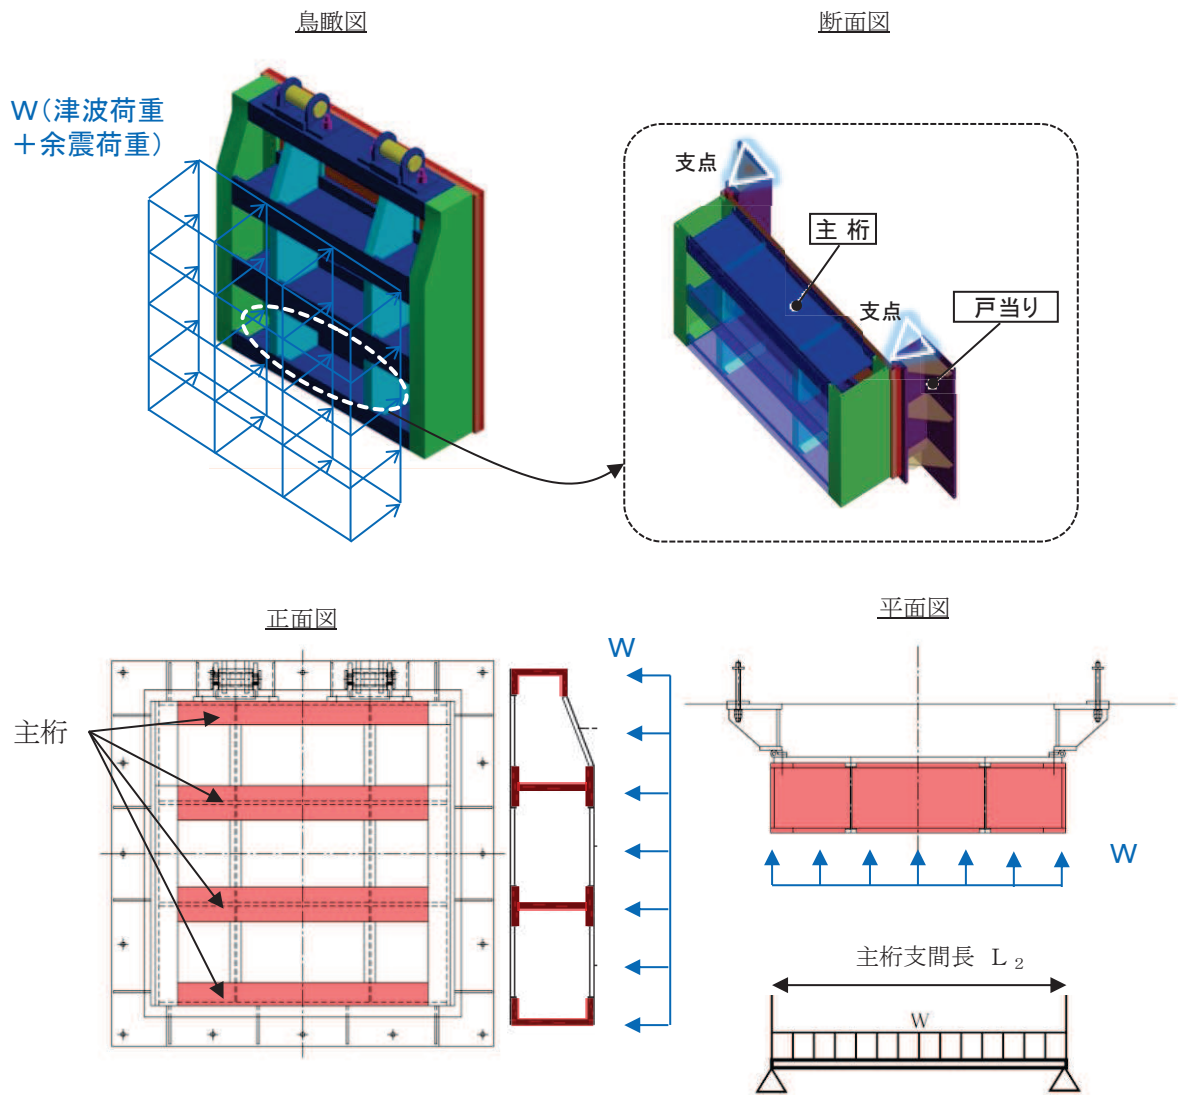 鳥瞰図
断面図
W(津波荷重
+余震荷重)
支点
主 桁
支点
戸当り
正面図
平面図
W
主桁
W
主桁支間長 L₂
W